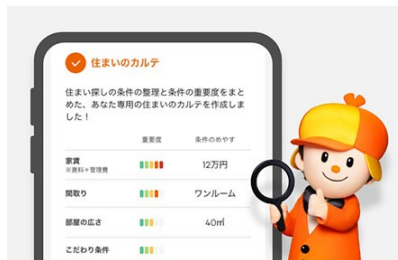 住まいのカルテ
住まい探しの条件の整理と条件の重要度をまと
めた、あなた専用の住まいのカルテを作成しま
した！
重要度 条件のめやす
家賃 12万円
※賃料+管理費
間取り ワンルーム
部屋の広さ 40㎡
こだわり条件